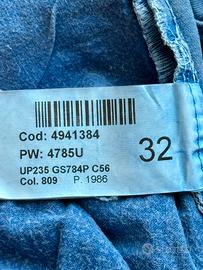 Cod: 4941384
PW: 4785U
32
UP235 GS784P C56
Col. 809 P. 1986